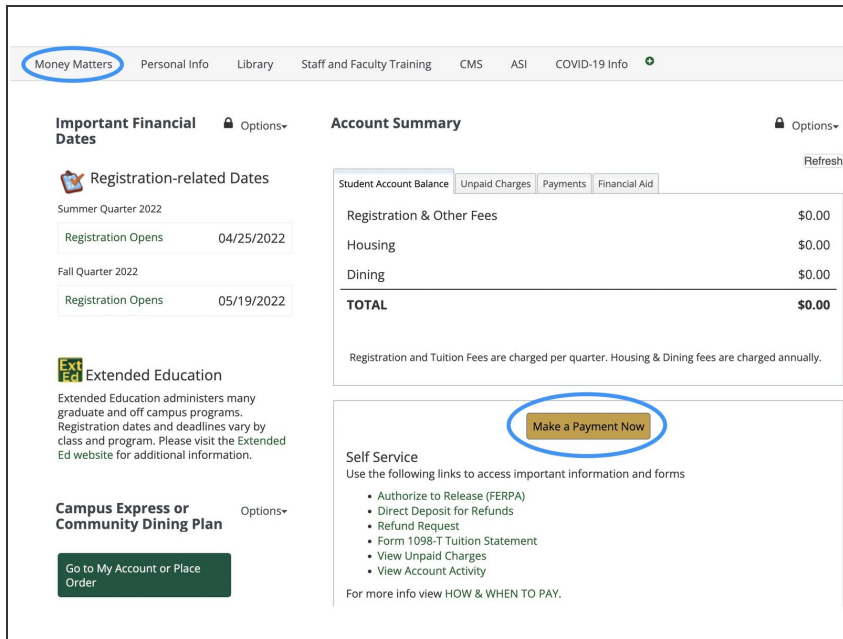 Money Matters Personal Info Library Staff and Faculty Training CMS ASI COVID-19 Info
Important Financial Dates
Options
Registration-related Dates
Summer Quarter 2022
Registration Opens 04/25/2022
Fall Quarter 2022
Registration Opens 05/19/2022
Ext Ed
Extended Education
Extended Education administers many
graduate and off campus programs.
Registration dates and deadlines vary by
class and program. Please visit the Extended
Ed website for additional information.
Campus Express or
Community Dining Plan
Options
Go to My Account or Place
Order
Account Summary
Options
Refresh
Student Account Balance Unpaid Charges Payments Financial Aid
Registration & Other Fees $0.00
Housing $0.00
Dining $0.00
TOTAL $0.00
Registration and Tuition Fees are charged per quarter. Housing & Dining fees are charged annually.
Make a Payment Now
Self Service
Use the following links to access important information and forms
• Authorize to Release (FERPA)
• Direct Deposit for Refunds
• Refund Request
• Form 1098-T Tuition Statement
• View Unpaid Charges
• View Account Activity
For more info view HOW & WHEN TO PAY.